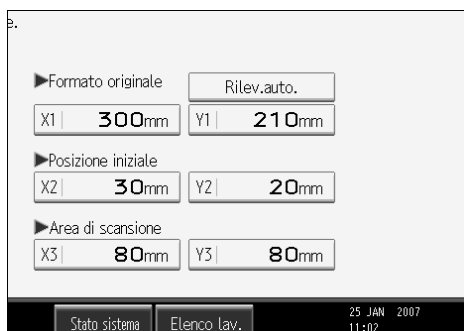 e.
▶Formato originale Rilev.auto.
X1 300mm Y1 210mm
▶Posizione iniziale
X2 30mm Y2 20mm
▶Area di scansione
X3 80mm Y3 80mm
Stato sistema Elenco lav. 25 JAN 2007
11:02